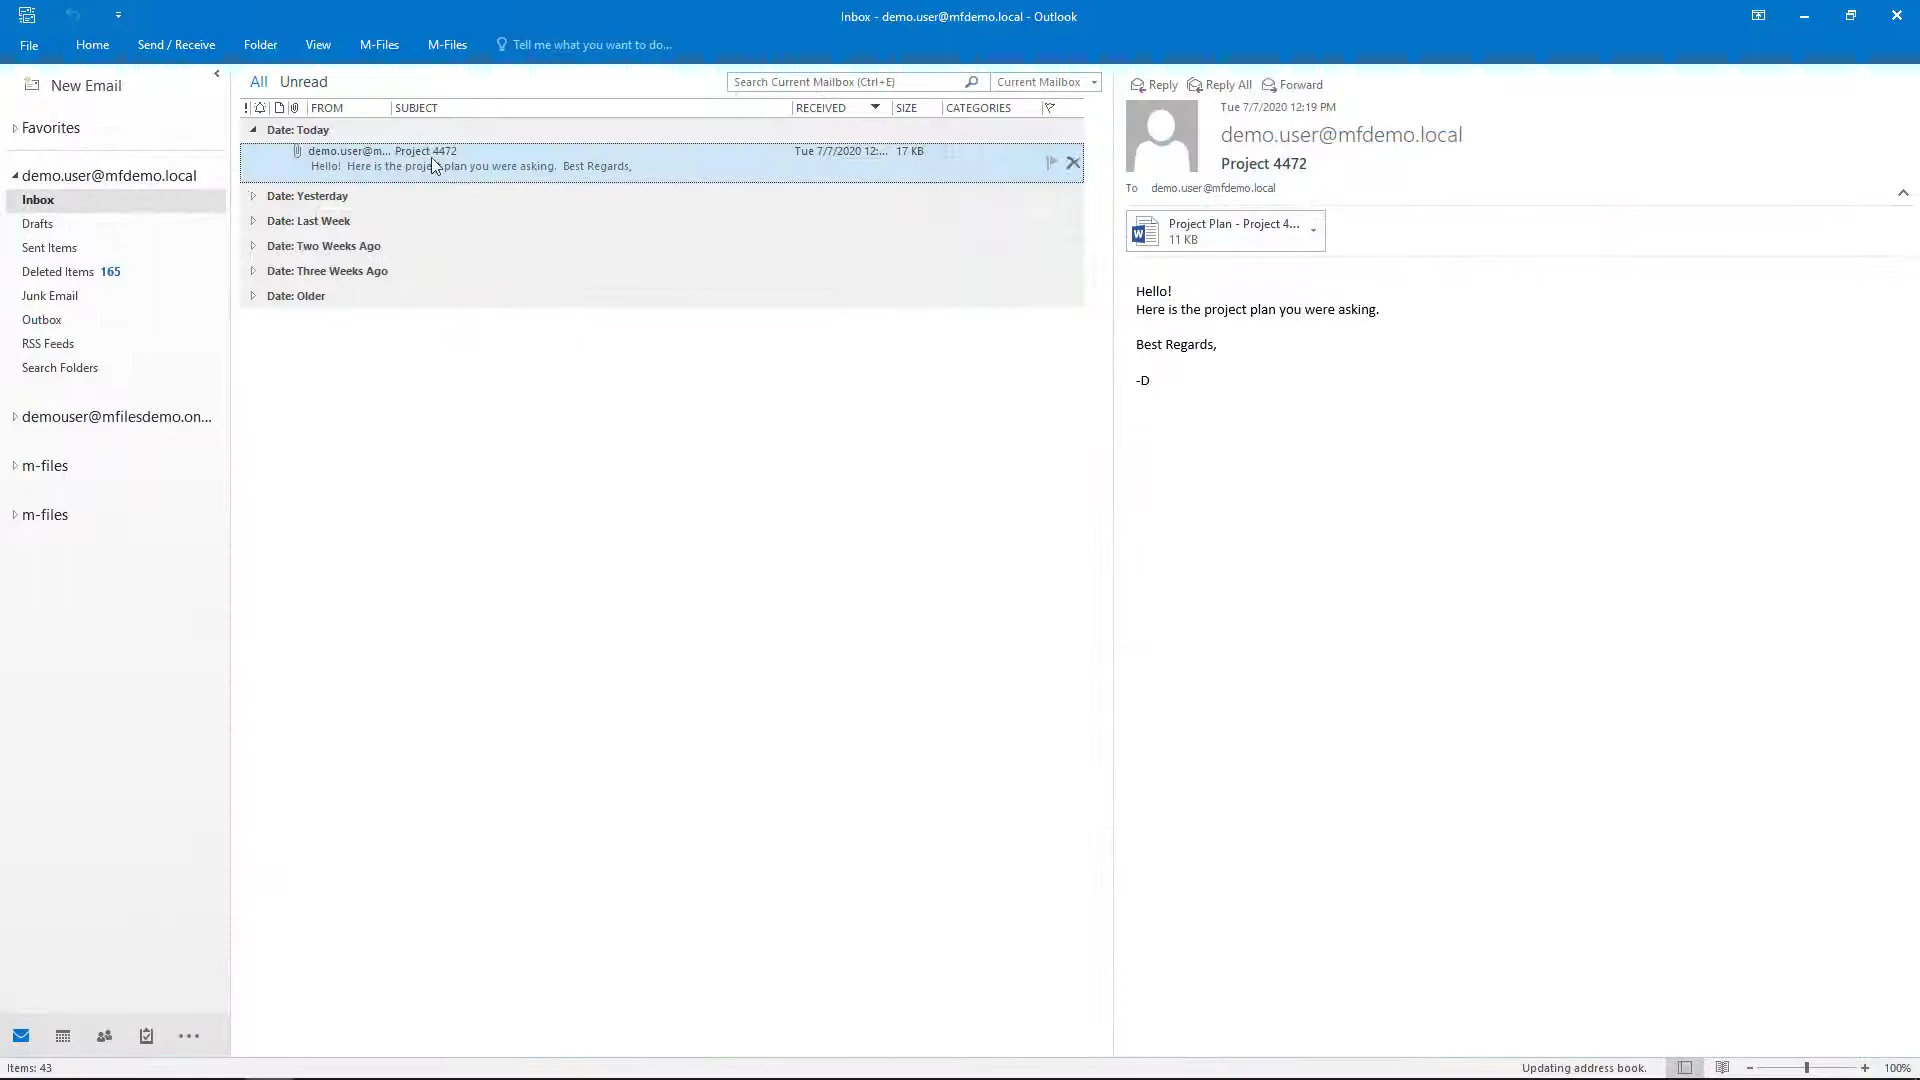 Inbox - demo.user@mfdemo.local - Outlook
File Home Send / Receive Folder View M-Files M-Files Tell me what you want to do...
New Email
Favorites
demo.user@mfdemo.local
Inbox
Drafts
Sent Items
Deleted Items 165
Junk Email
Outbox
RSS Feeds
Search Folders
demouser@mfilesdemo.on...
m-files
m-files
Items: 43
All Unread
Search Current Mailbox (Ctrl+E) Current Mailbox
! FROM SUBJECT RECEIVED SIZE CATEGORIES
Date: Today
demo.user@m... Project 4472 Tue 7/7/2020 12:... 17 KB
Hello! Here is the project plan you were asking. Best Regards,
Date: Yesterday
Date: Last Week
Date: Two Weeks Ago
Date: Three Weeks Ago
Date: Older
Reply Reply All Forward
Tue 7/7/2020 12:19 PM
demo.user@mfdemo.local
Project 4472
To demo.user@mfdemo.local
Project Plan - Project 4...
11 KB
Hello!
Here is the project plan you were asking.
Best Regards,
-D
Updating address book. 100%